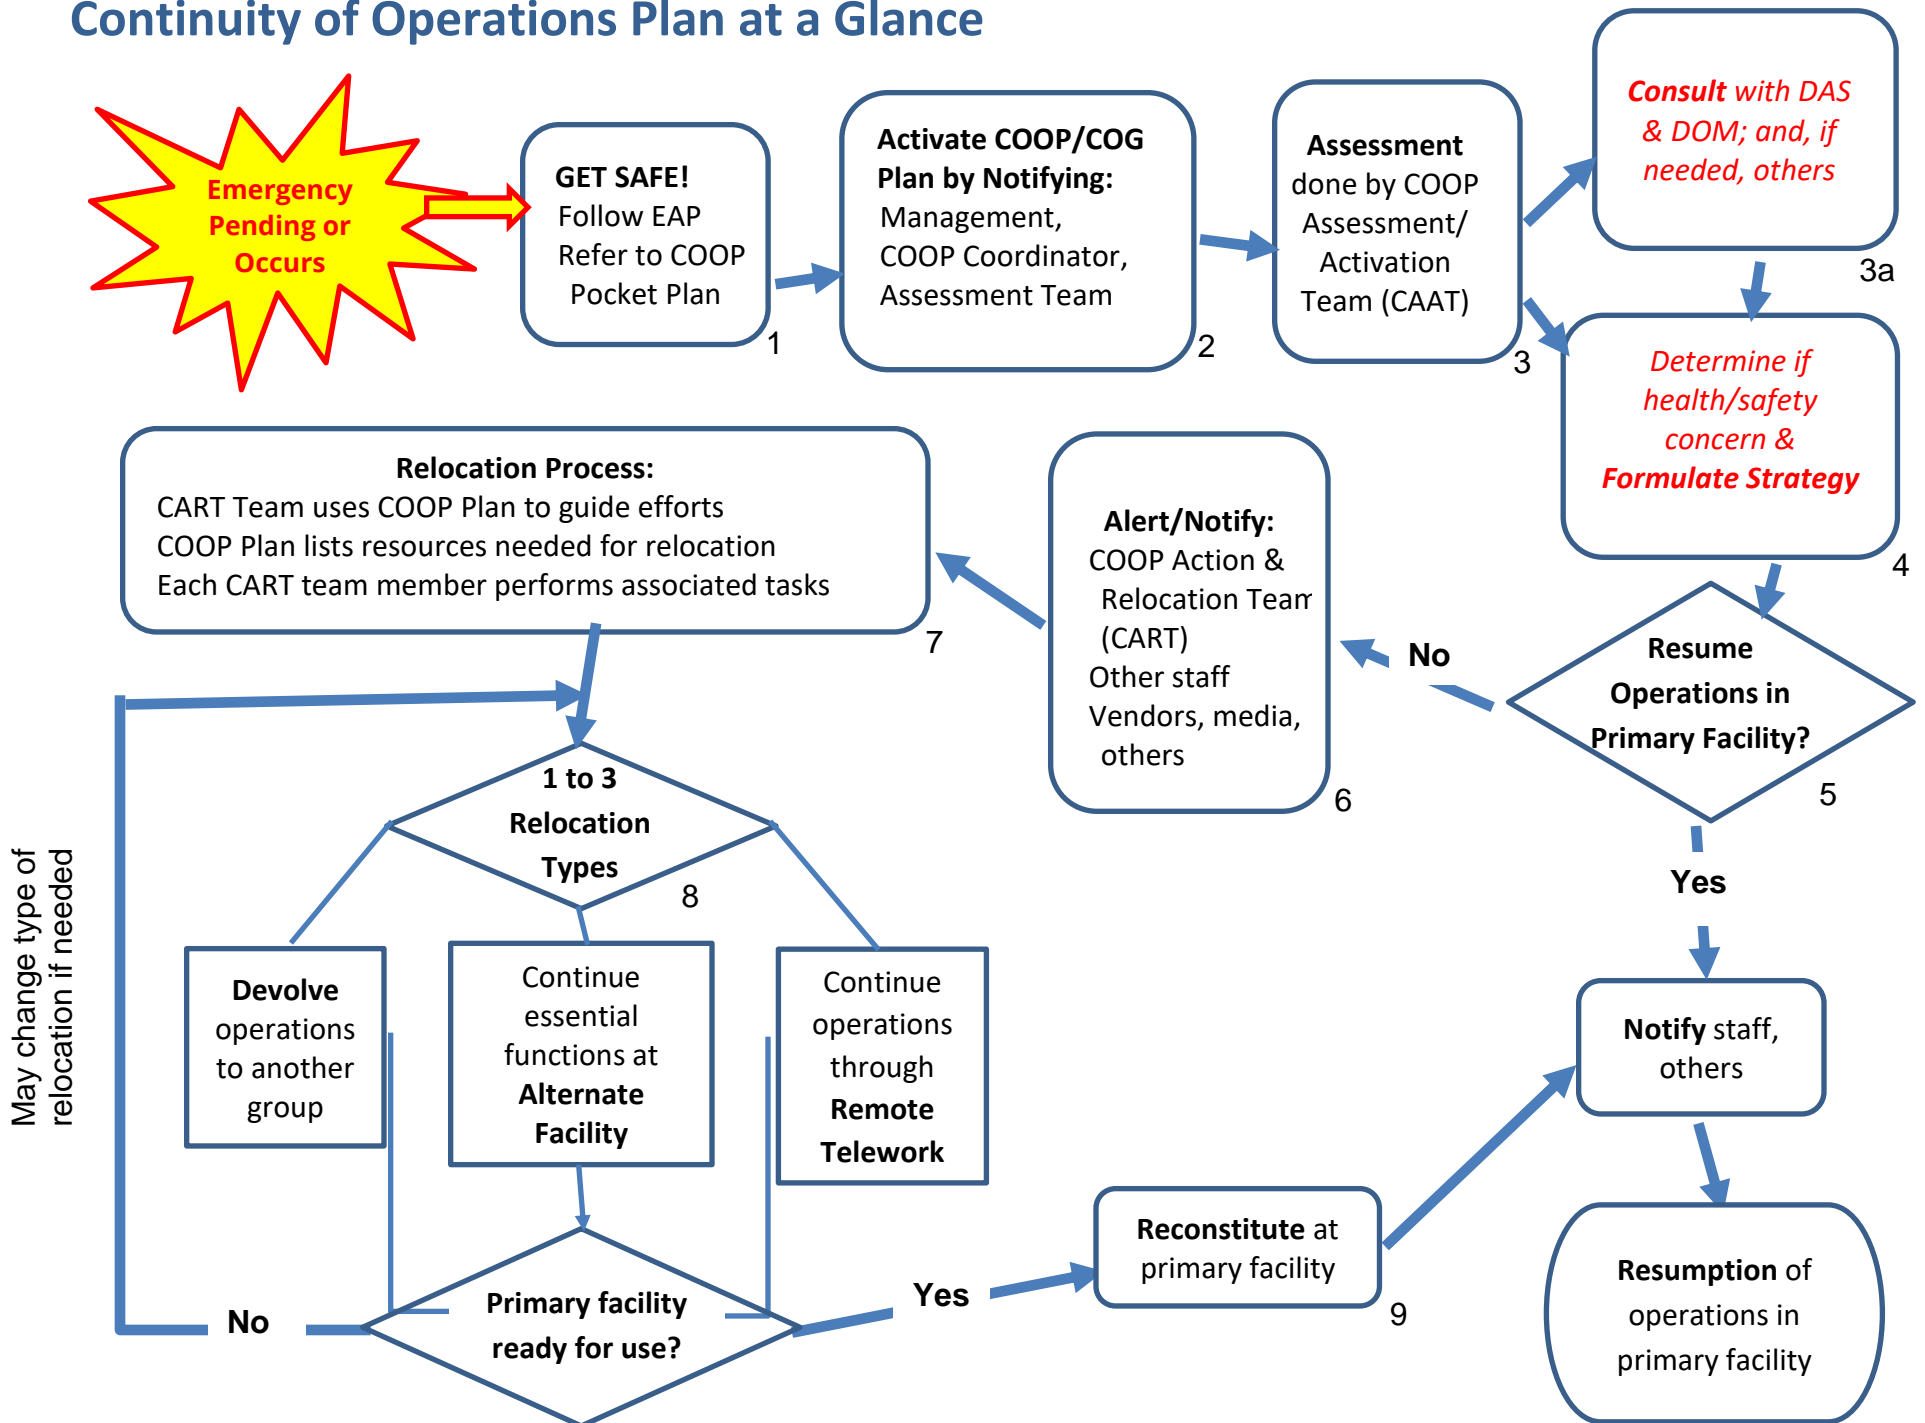 Continuity of Operations Plan at a Glance
Emergency
Pending or
Occurs
GET SAFE!
Follow EAP
Refer to COOP
Pocket Plan
1
Activate COOP/COG
Plan by Notifying:
Management,
COOP Coordinator,
Assessment Team
2
Assessment
done by COOP
Assessment/
Activation
Team (CAAT)
3
Consult with DAS
& DOM; and, if
needed, others
3a
Determine if
health/safety
concern &
Formulate Strategy
4
Resume
Operations in
Primary Facility?
5
No
Yes
Alert/Notify:
COOP Action &
Relocation Team
(CART)
Other staff
Vendors, media,
others
6
Relocation Process:
CART Team uses COOP Plan to guide efforts
COOP Plan lists resources needed for relocation
Each CART team member performs associated tasks
7
1 to 3
Relocation
Types
8
May change type of
relocation if needed
Devolve
operations
to another
group
Continue
essential
functions at
Alternate
Facility
Continue
operations
through
Remote
Telework
Primary facility
ready for use?
No
Yes
Reconstitute at
primary facility
9
Notify staff,
others
Resumption of
operations in
primary facility